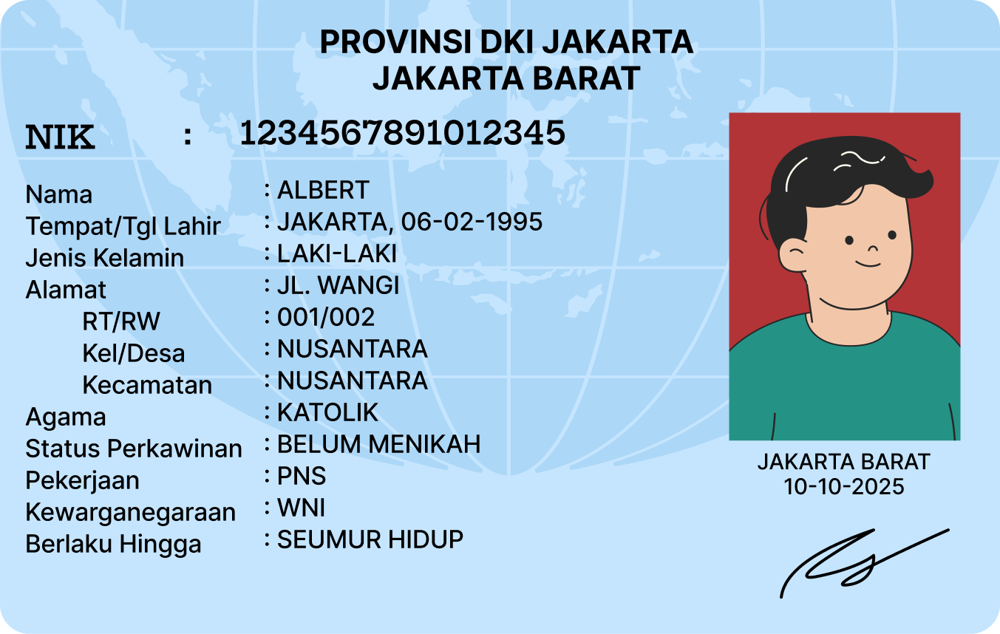 PROVINSI DKI JAKARTA
JAKARTA BARAT
NIK : 1234567891012345
Nama : ALBERT
Tempat/Tgl Lahir : JAKARTA, 06-02-1995
Jenis Kelamin : LAKI-LAKI
Alamat : JL. WANGI
RT/RW : 001/002
Kel/Desa : NUSANTARA
Kecamatan : NUSANTARA
Agama : KATOLIK
Status Perkawinan : BELUM MENIKAH
Pekerjaan : PNS
Kewarganegaraan : WNI
Berlaku Hingga : SEUMUR HIDUP
JAKARTA BARAT
10-10-2025